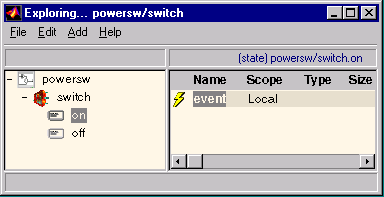 Exploring... powersw/switch
File Edit Add Help
(state) powersw/switch.on
powersw
switch
on
off
Name Scope Type Size
event Local